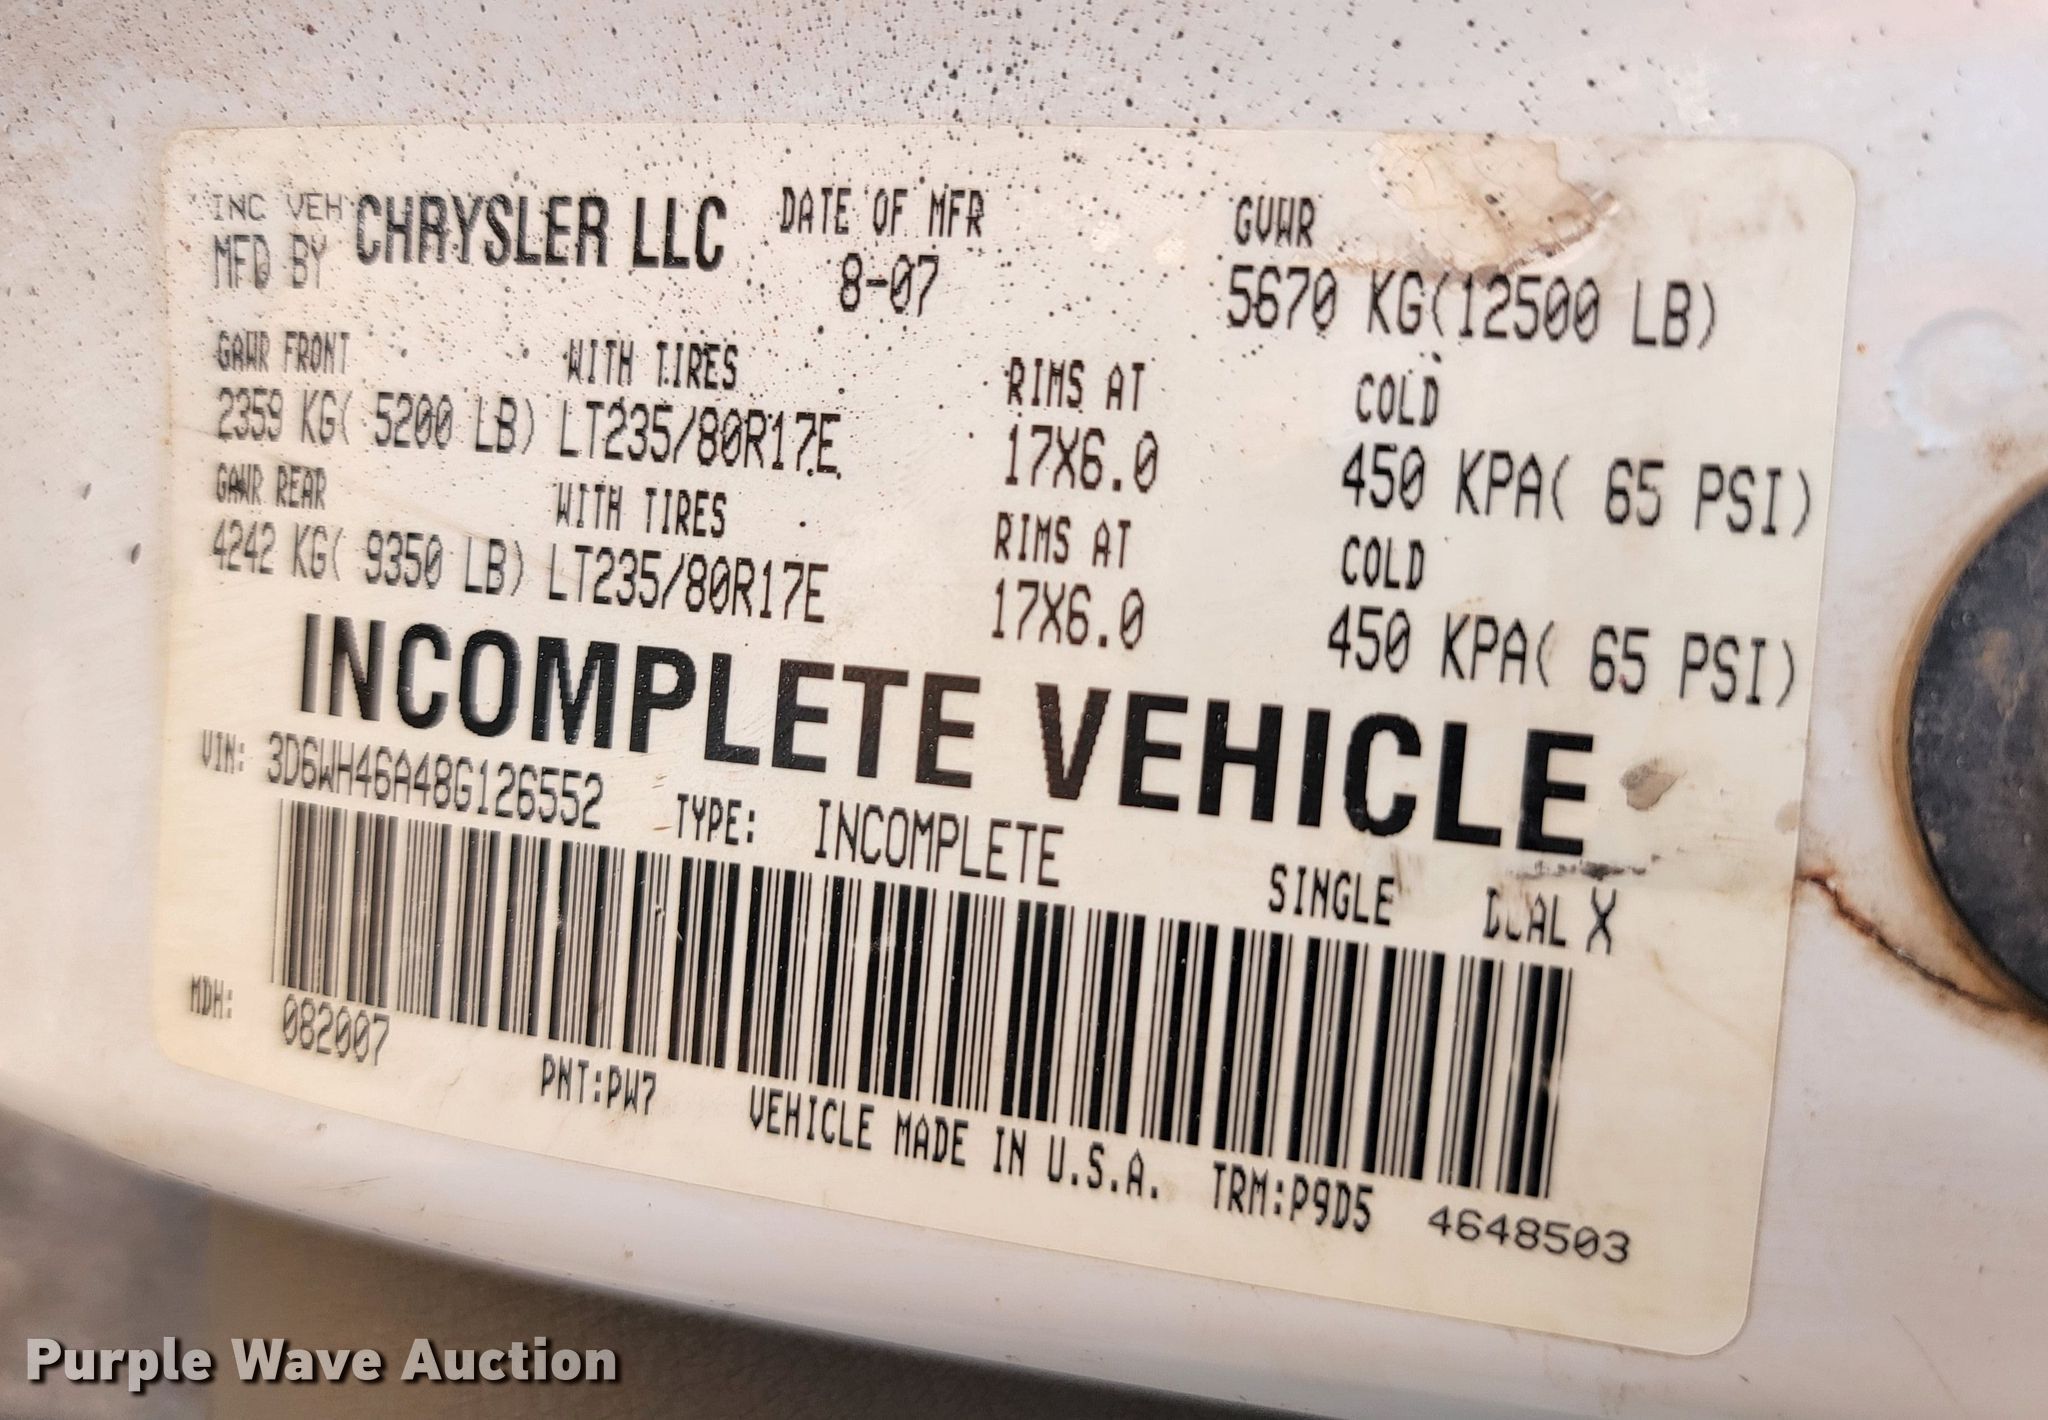 INC VEH CHRYSLER LLC DATE OF MFR GVWR
MFD BY 8-07 5670 KG(12500 LB)
GAWR FRONT WITH TIRES RIMS AT COLD
2359 KG( 5200 LB) LT235/80R17E 17X6.0 450 KPA( 65 PSI)
GAWR REAR WITH TIRES RIMS AT COLD
4242 KG( 9350 LB) LT235/80R17E 17X6.0 450 KPA( 65 PSI)
INCOMPLETE VEHICLE
VIN: 3D6WH46A48G126552 TYPE: INCOMPLETE SINGLE DUAL X
MDH: 082007 PNT:PW7 VEHICLE MADE IN U.S.A. TRM:P9D5 4648503
Purple Wave Auction